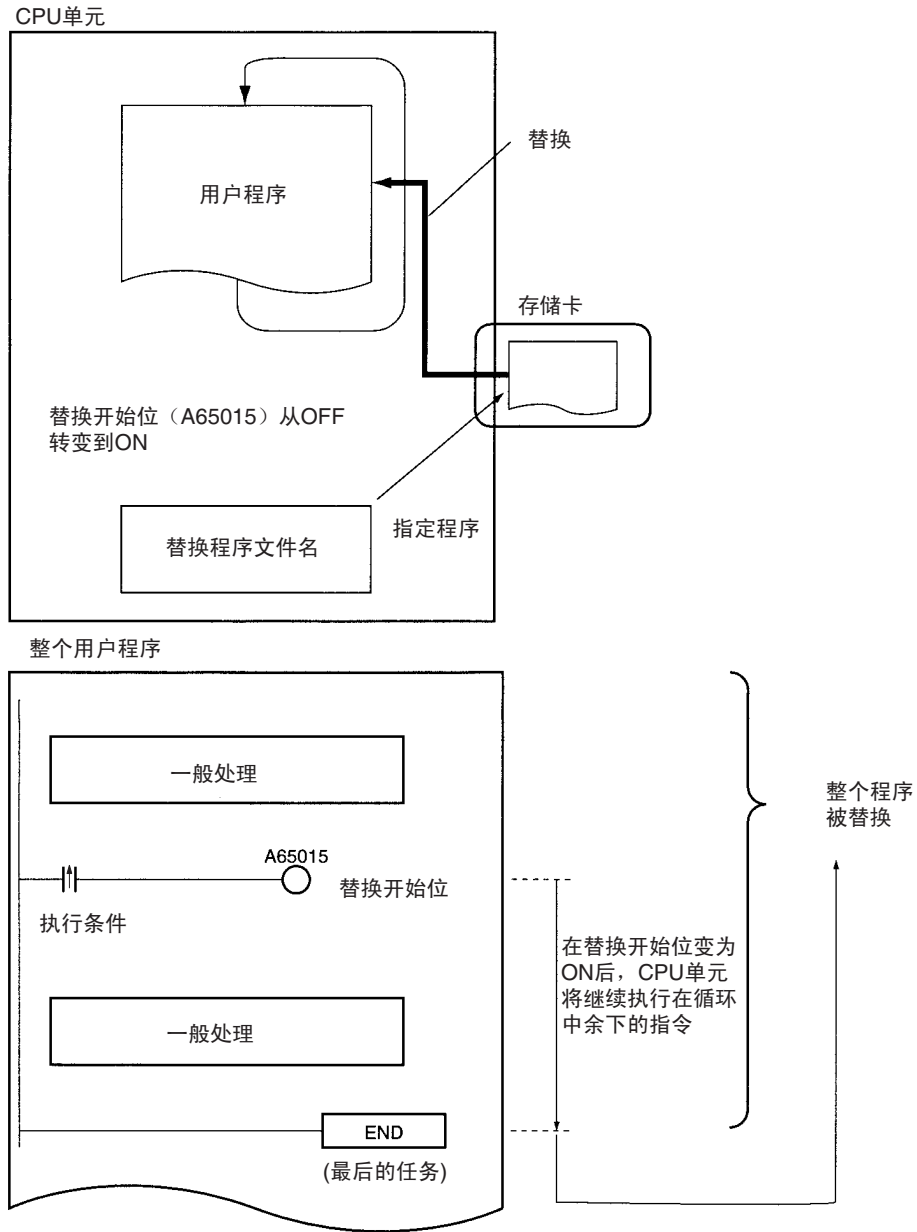 CPU单元
替换
用户程序
存储卡
替换开始位（A65015）从OFF
转变到ON
指定程序
替换程序文件名
整个用户程序
一般处理
整个程序
被替换
A65015
替换开始位
执行条件
在替换开始位变为
ON后，CPU单元
将继续执行在循环
中余下的指令
一般处理
END
(最后的任务)